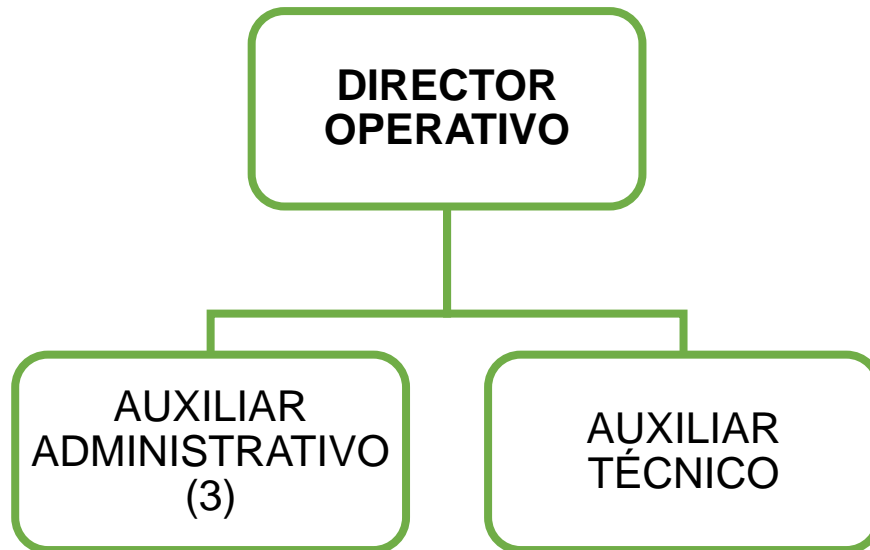 DIRECTOR
OPERATIVO
AUXILIAR
ADMINISTRATIVO
(3)
AUXILIAR
TÉCNICO